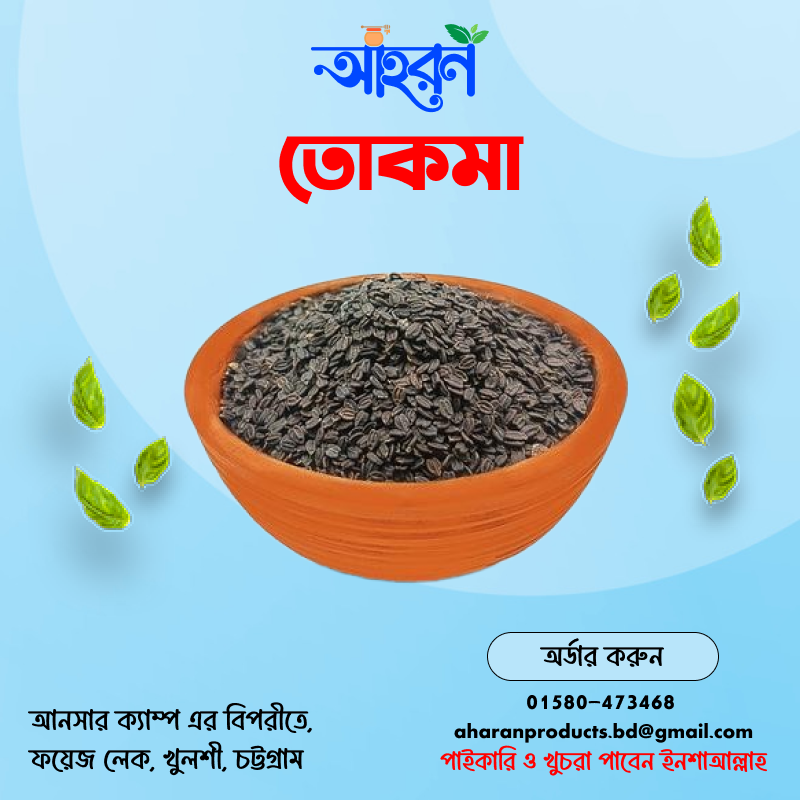 আহরন
তোকমা
অর্ডার করুন
01580-473468
aharanproducts.bd@gmail.com
পাইকারি ও খুচরা পাবেন ইনশাআল্লাহ
আনসার ক্যাম্প এর বিপরীতে,
ফয়েজ লেক, খুলশী, চট্টগ্রাম